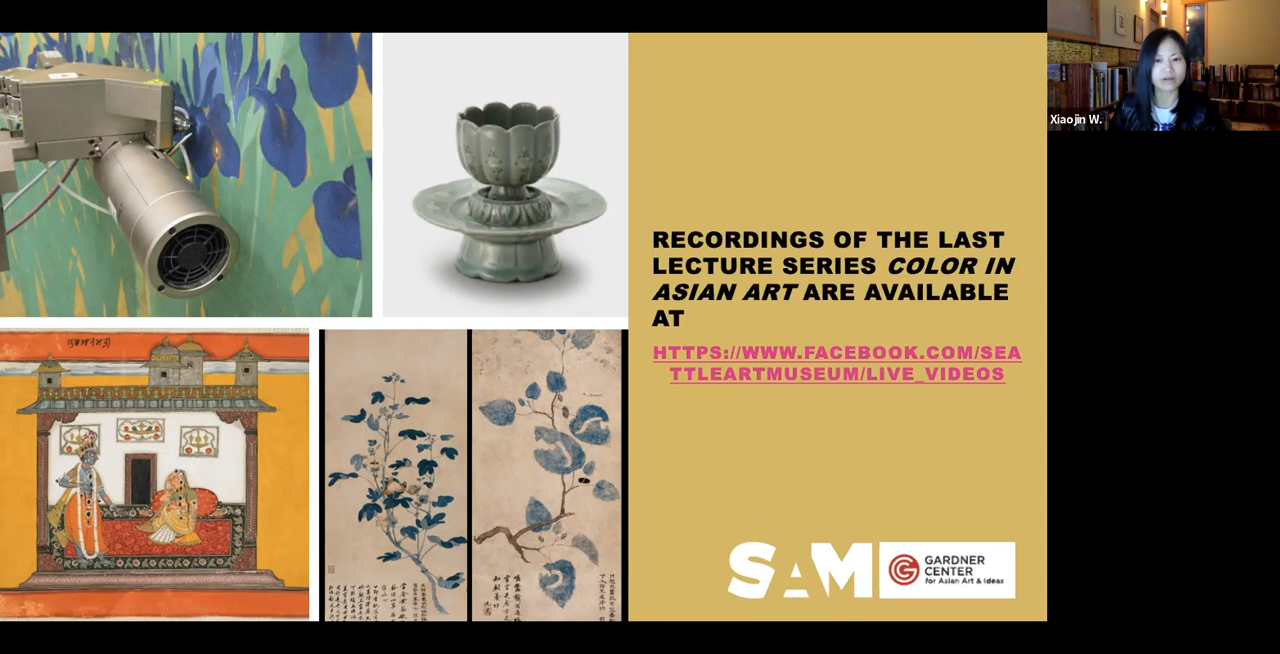 RECORDINGS OF THE LAST
LECTURE SERIES COLOR IN
ASIAN ART ARE AVAILABLE
AT
HTTPS://WWW.FACEBOOK.COM/SEA
TTLEARTMUSEUM/LIVE_VIDEOS
SAM
GARDNER
CENTER
for Asian Art & Ideas
Xiaojin W.